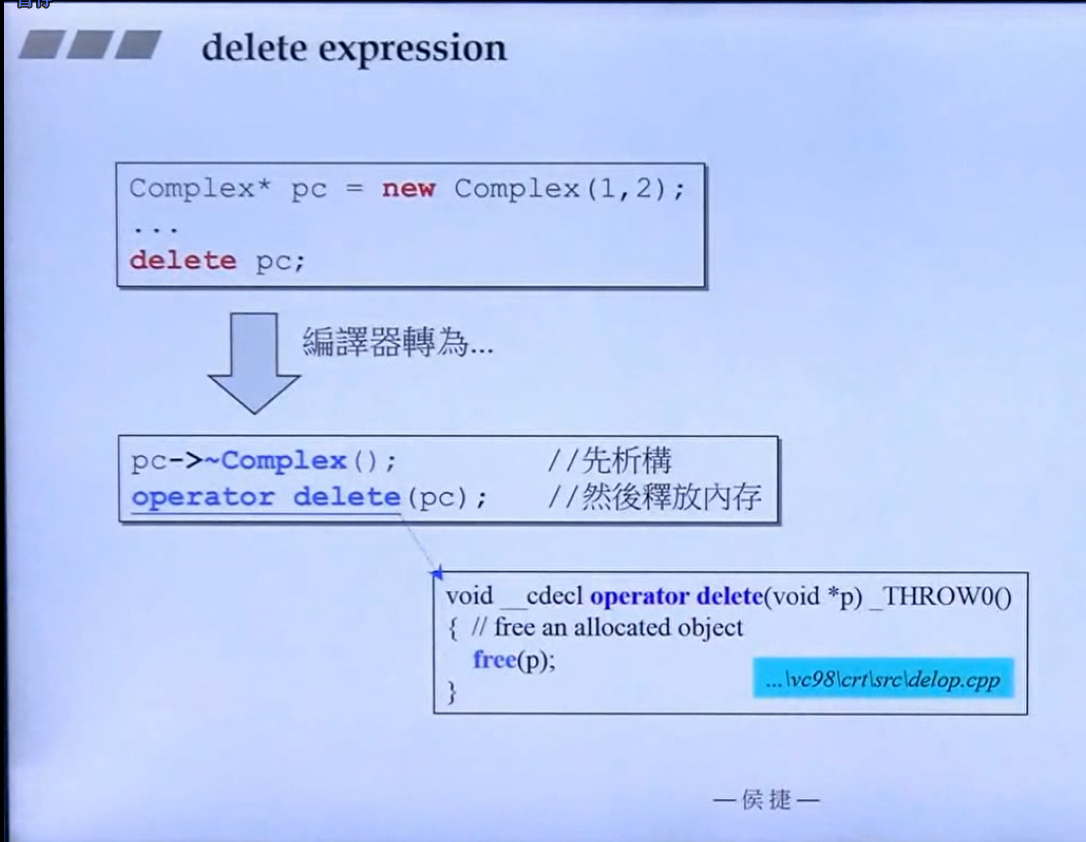 暫停
delete expression
Complex* pc = new Complex(1,2);
...
delete pc;
編譯器轉為...
pc->~Complex(); //先析構
operator delete(pc); //然後釋放內存
void __cdecl operator delete(void *p) _THROW0()
{ // free an allocated object
free(p);
}
...\vc98\crt\src\delop.cpp
—侯捷—